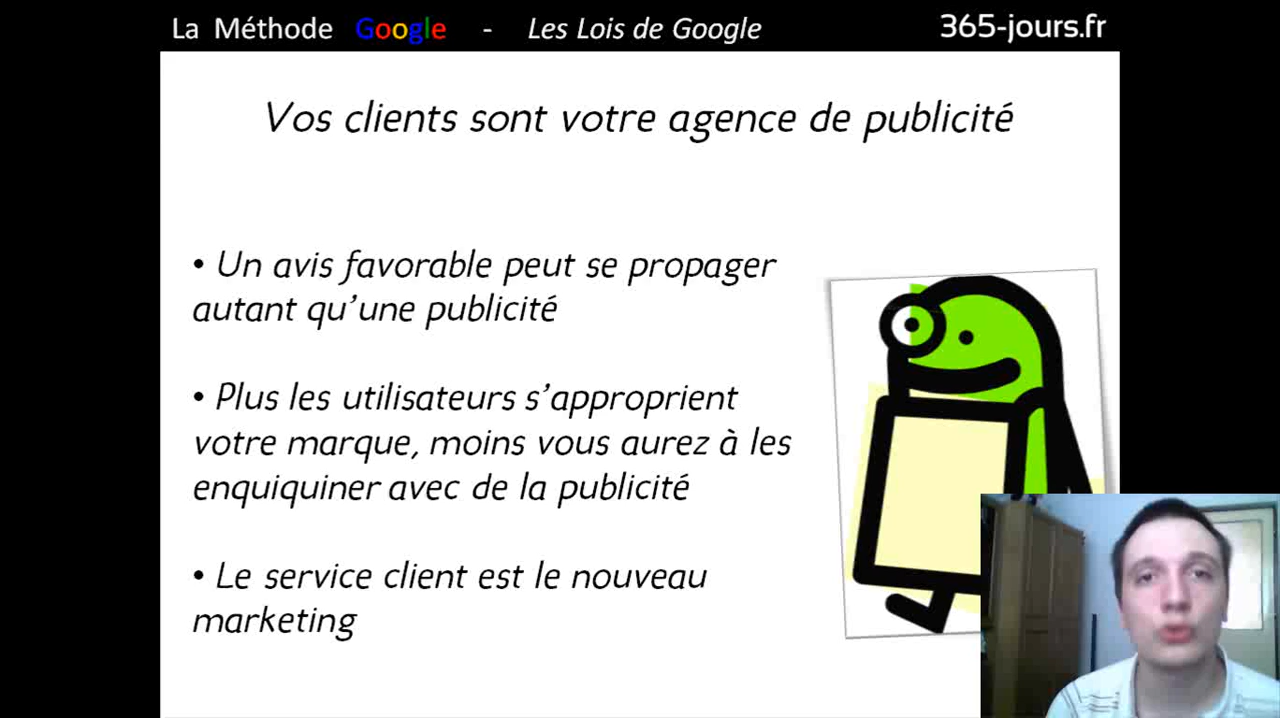 La Méthode Google - Les Lois de Google 365-jours.fr
Vos clients sont votre agence de publicité
• Un avis favorable peut se propager
autant qu'une publicité
• Plus les utilisateurs s'approprient
votre marque, moins vous aurez à les
enquiquiner avec de la publicité
• Le service client est le nouveau
marketing